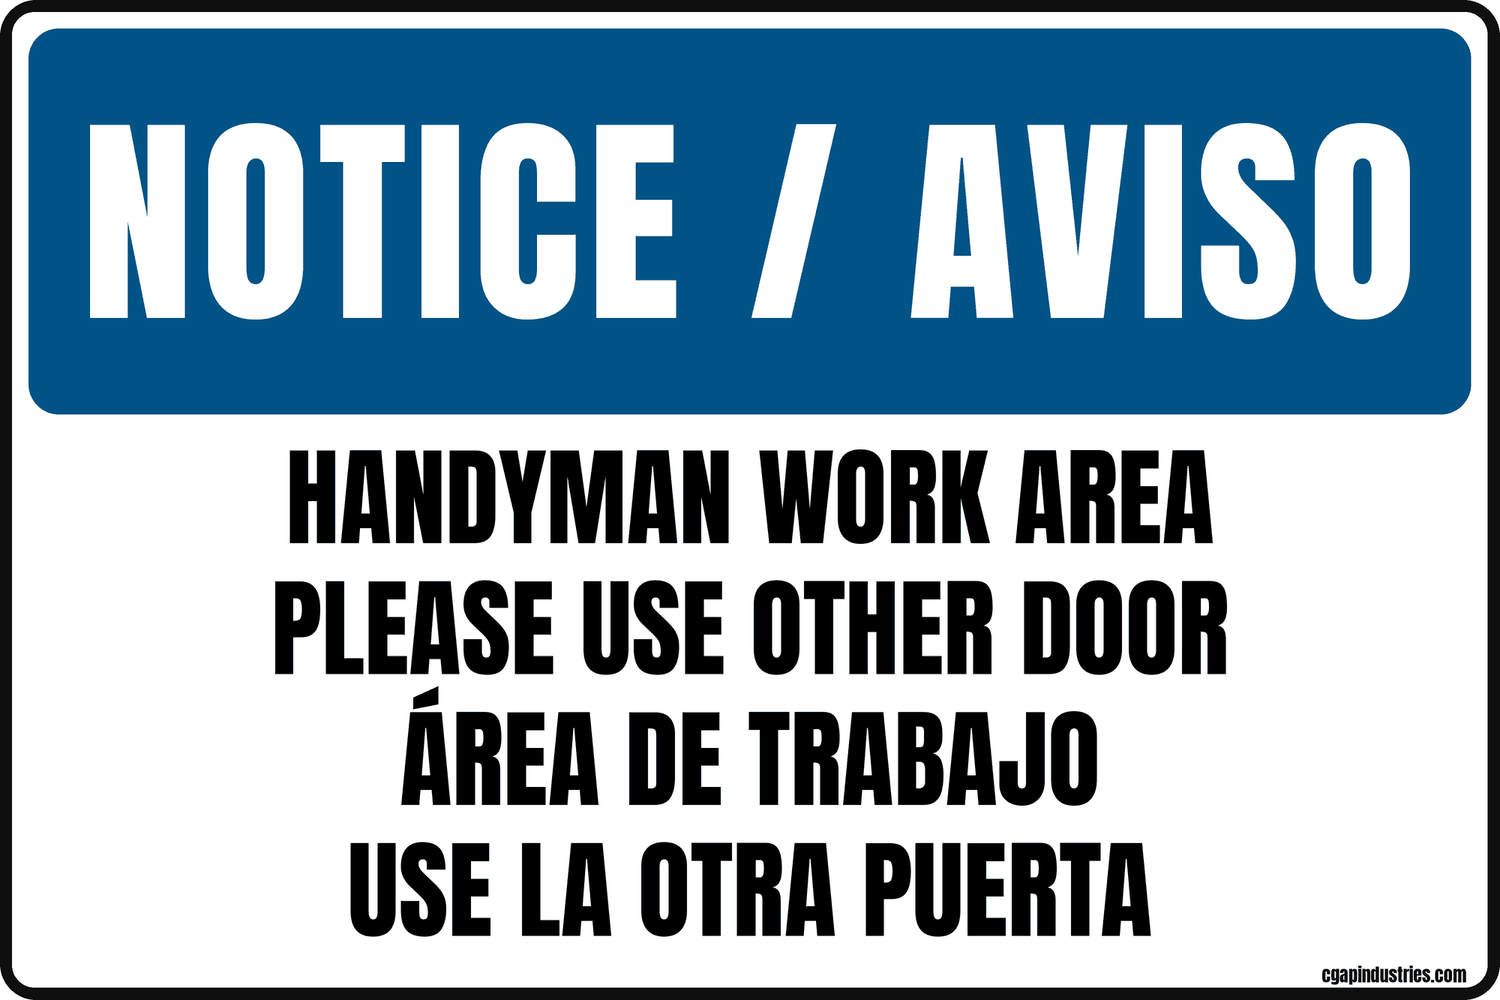 NOTICE / AVISO
HANDYMAN WORK AREA
PLEASE USE OTHER DOOR
ÁREA DE TRABAJO
USE LA OTRA PUERTA
cgapindustries.com